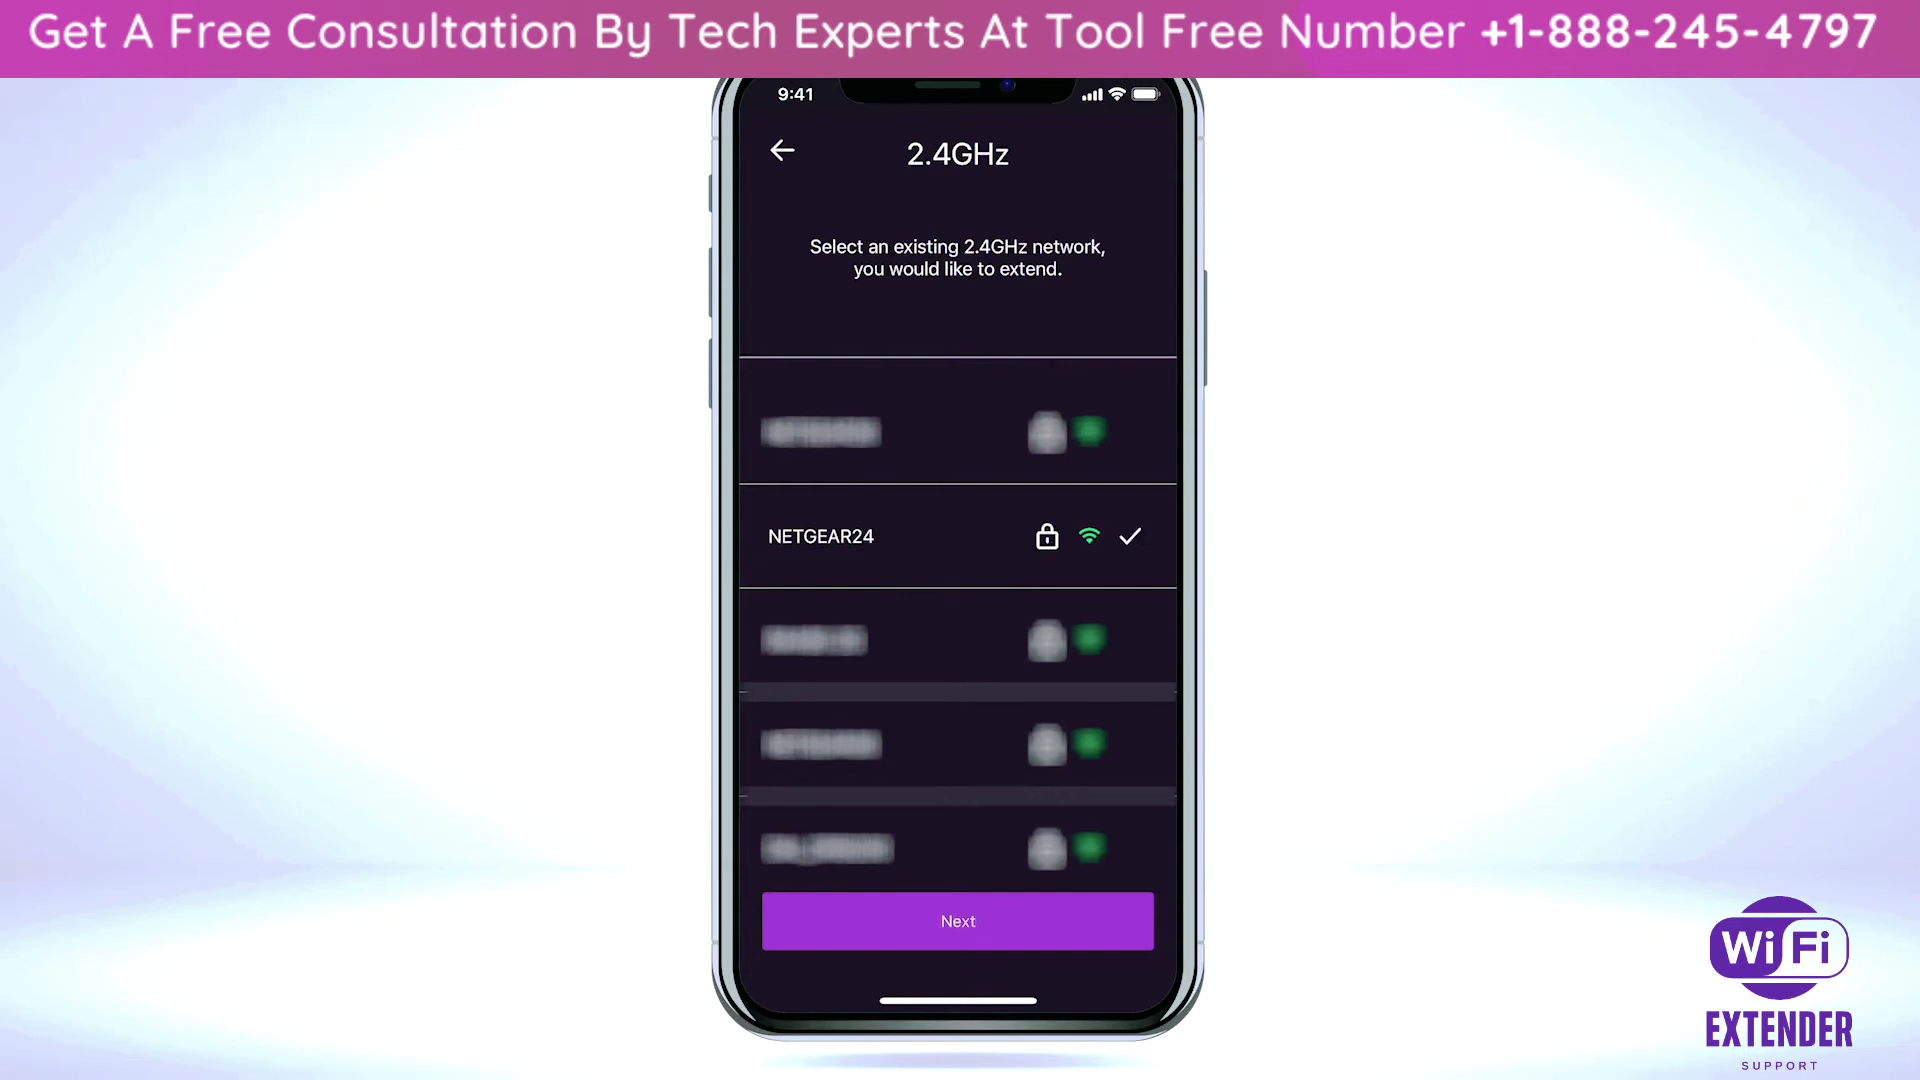 Get A Free Consultation By Tech Experts At Tool Free Number +1-888-245-4797
9:41
2.4GHz
Select an existing 2.4GHz network,
you would like to extend.
NETGEAR24
Next
WiFi
EXTENDER
SUPPORT